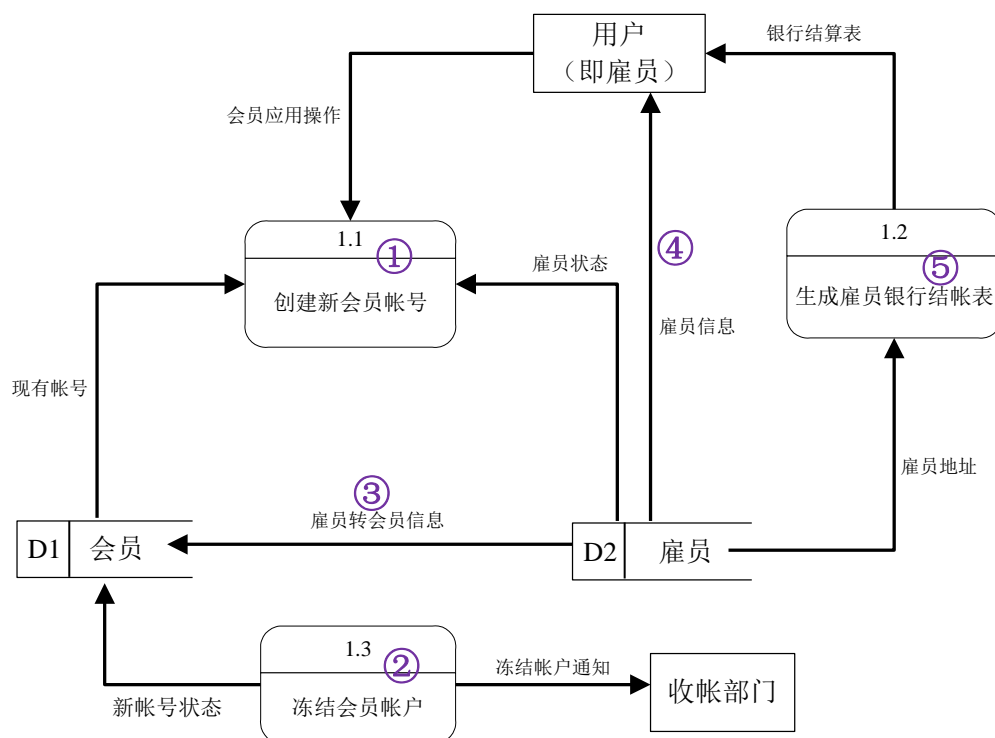 用户
（即雇员）
银行结算表
会员应用操作
1.1
①
创建新会员帐号
雇员状态
④
雇员信息
1.2
⑤
生成雇员银行结帐表
现有帐号
雇员地址
③
雇员转会员信息
D1 会员
D2 雇员
1.3
②
冻结会员帐户
新帐号状态
冻结帐户通知
收帐部门